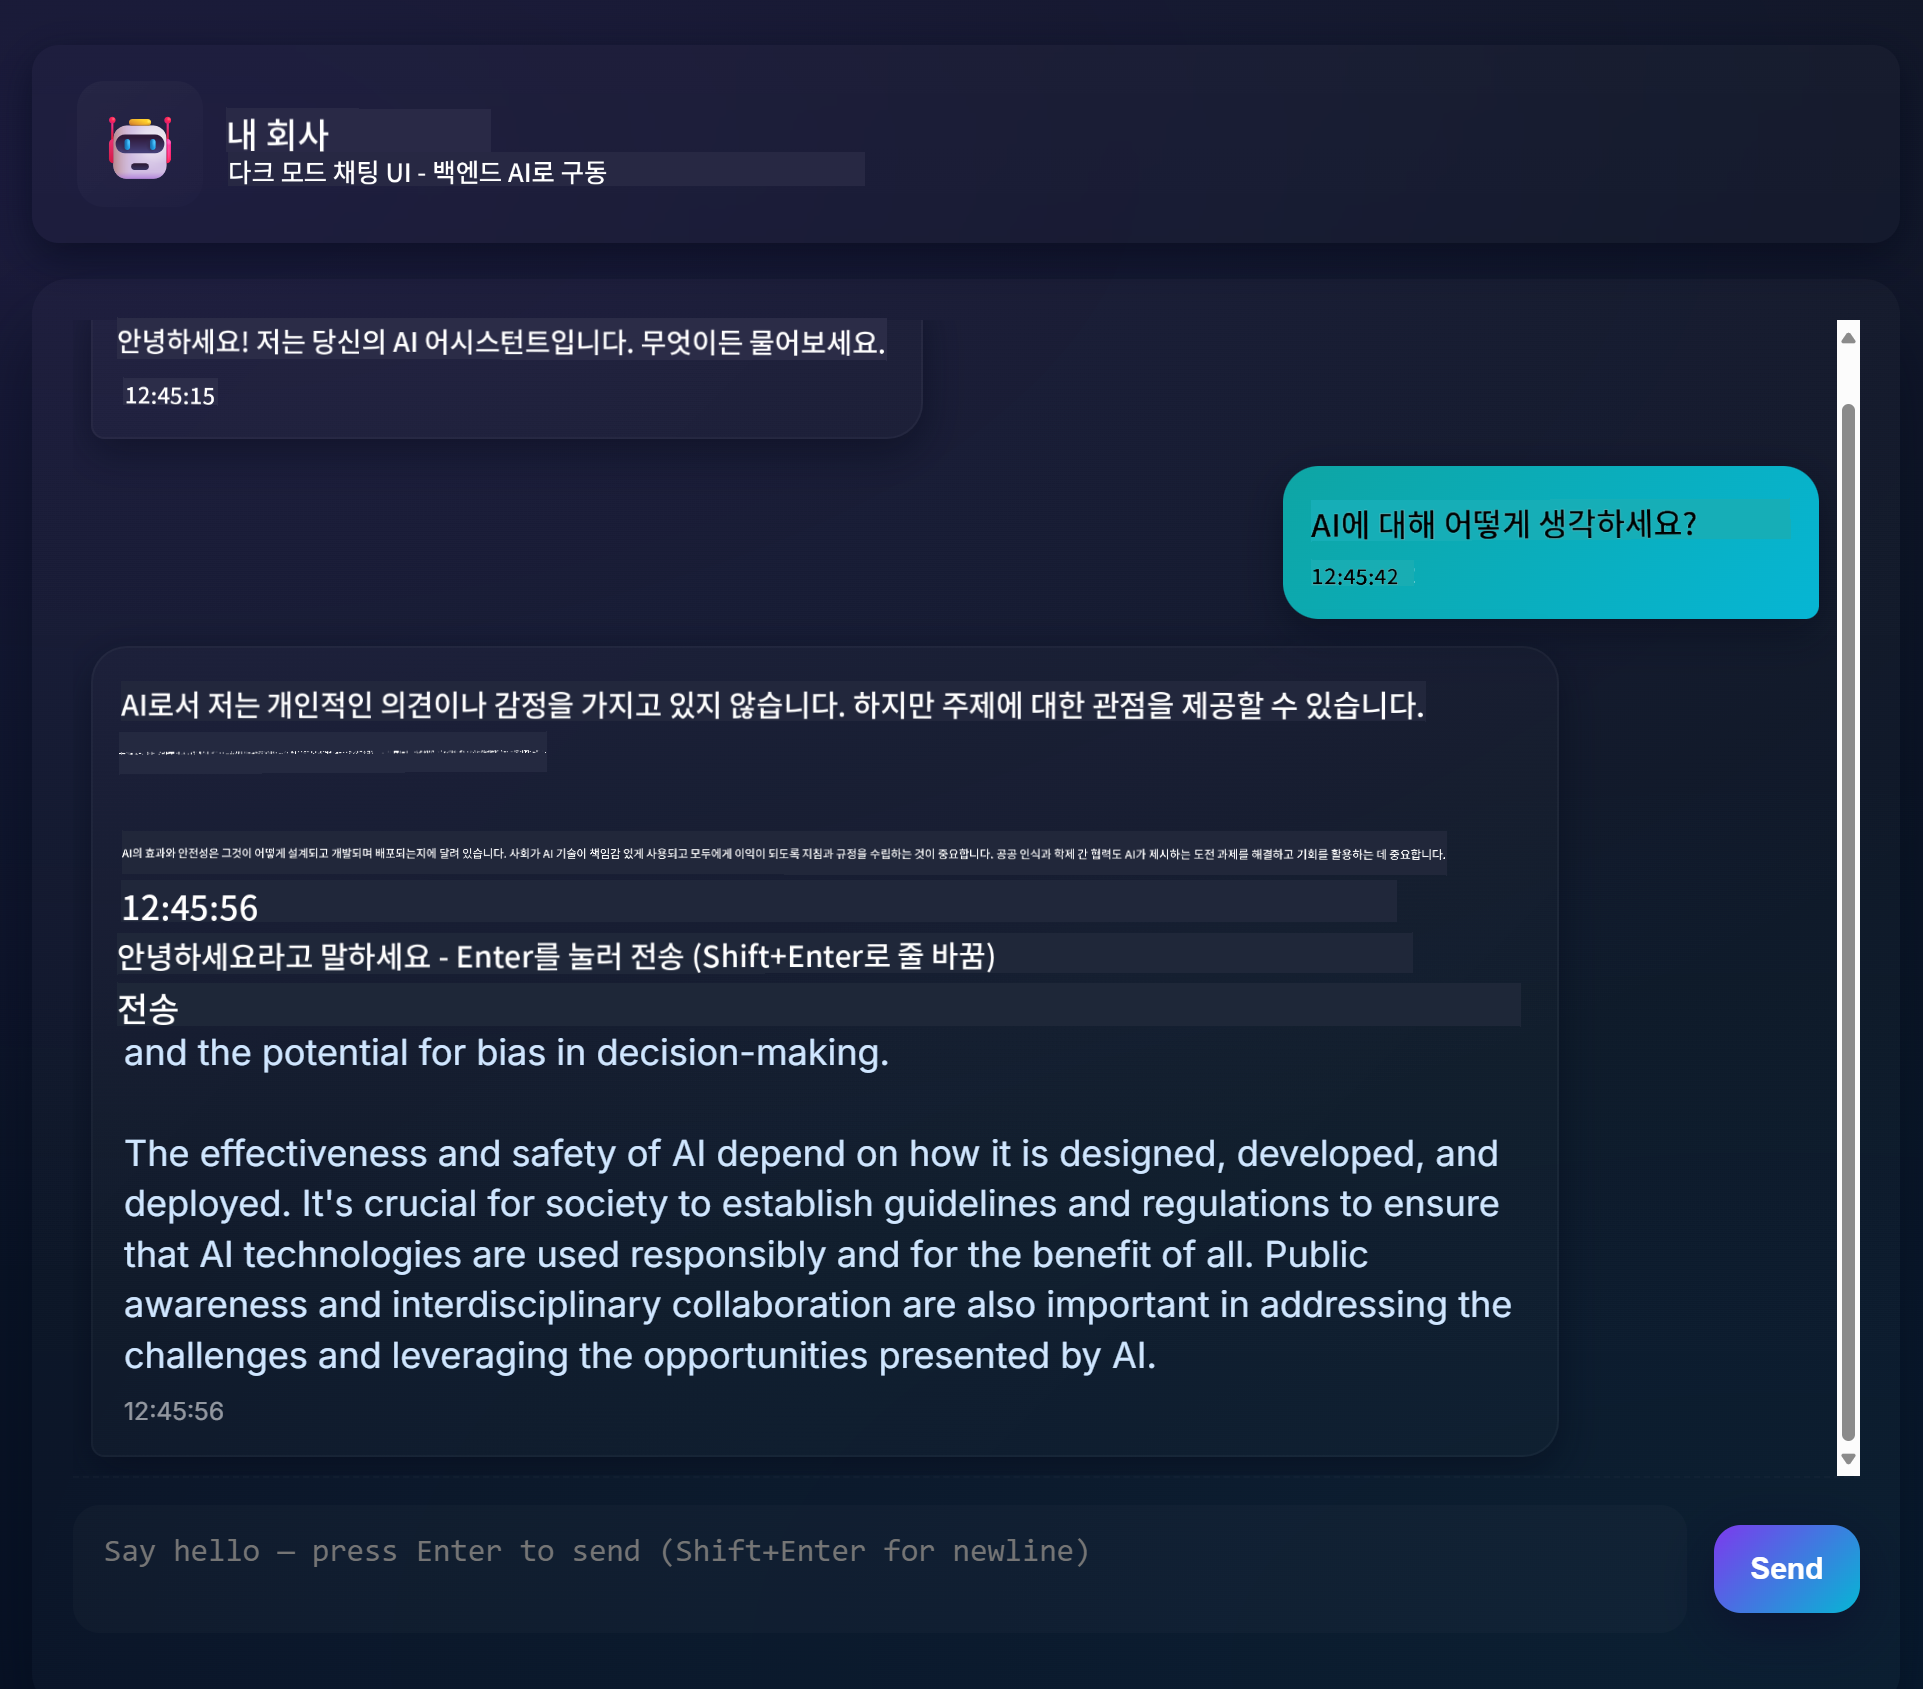 내 회사
다크 모드 채팅 UI - 백엔드 AI로 구동
안녕하세요! 저는 당신의 AI 어시스턴트입니다. 무엇이든 물어보세요.
12:45:15
AI에 대해 어떻게 생각하세요?
12:45:42
AI로서 저는 개인적인 의견이나 감정을 가지고 있지 않습니다. 하지만 주제에 대한 관점을 제공할 수 있습니다.
AI의 효과와 안전성은 그것이 어떻게 설계되고 개발되며 배포되는지에 달려 있습니다. 사회가 AI 기술이 책임감 있게 사용되고 모두에게 이익이 되도록 지침과 규정을 수립하는 것이 중요합니다. 공공 인식과 학제 간 협력도 AI가 제시하는 도전 과제를 해결하고 기회를 활용하는 데 중요합니다.
12:45:56
안녕하세요라고 말하세요 - Enter를 눌러 전송 (Shift+Enter로 줄 바꿈)
전송
and the potential for bias in decision-making.
The effectiveness and safety of AI depend on how it is designed, developed, and
deployed. It's crucial for society to establish guidelines and regulations to ensure
that AI technologies are used responsibly and for the benefit of all. Public
awareness and interdisciplinary collaboration are also important in addressing the
challenges and leveraging the opportunities presented by AI.
12:45:56
Say hello — press Enter to send (Shift+Enter for newline)
Send